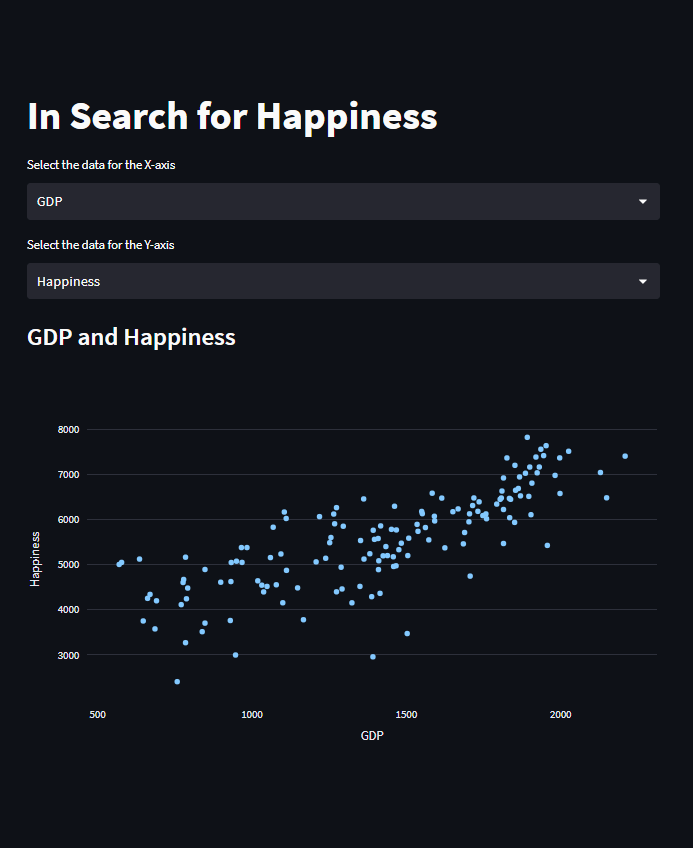 In Search for Happiness
Select the data for the X-axis
GDP
Select the data for the Y-axis
Happiness
GDP and Happiness
8000
7000
6000
5000
4000
3000
Happiness
500 1000 1500 2000
GDP